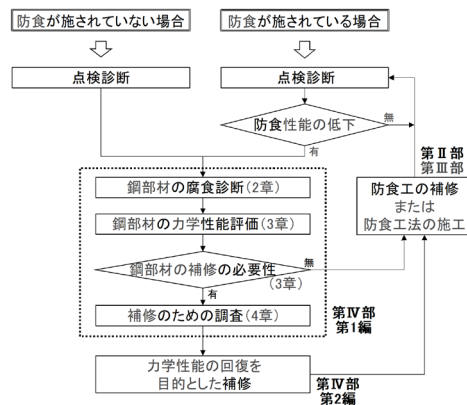 防食が施されていない場合
防食が施されている場合
点検診断
点検診断
防食性能の低下
無
有
第Ⅱ部
第Ⅲ部
防食工の補修
または
防食工法の施工
鋼部材の腐食診断(2章)
鋼部材の力学性能評価(3章)
鋼部材の補修の必要性
(3章)
無
有
補修のための調査(4章)
第Ⅳ部
第1編
力学性能の回復を
目的とした補修
第Ⅳ部
第2編